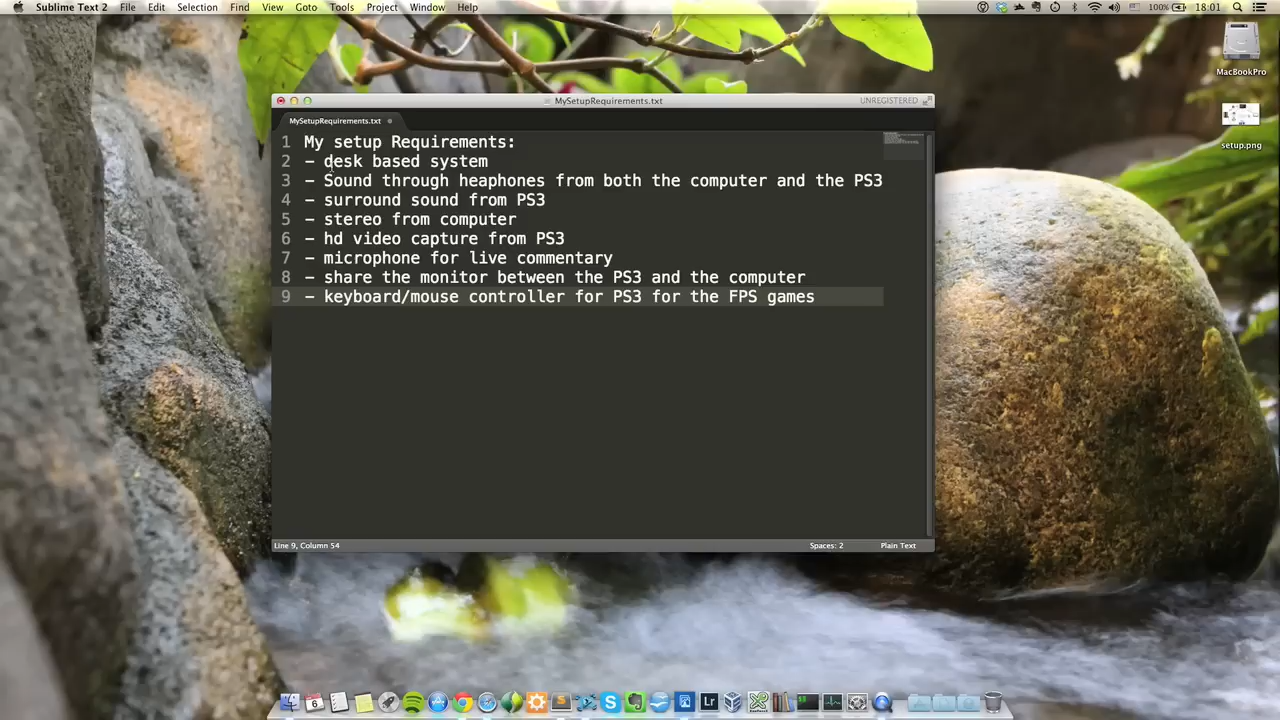 Sublime Text 2 File Edit Selection Find View Goto Tools Project Window Help 100% 18:01
MacBookPro
setup.png
MySetupRequirements.txt UNREGISTERED
MySetupRequirements.txt
1 My setup Requirements:
2 - desk based system
3 - Sound through heaphones from both the computer and the PS3
4 - surround sound from PS3
5 - stereo from computer
6 - hd video capture from PS3
7 - microphone for live commentary
8 - share the monitor between the PS3 and the computer
9 - keyboard/mouse controller for PS3 for the FPS games
Line 9, Column 54 Spaces: 2 Plain Text
6
Lr